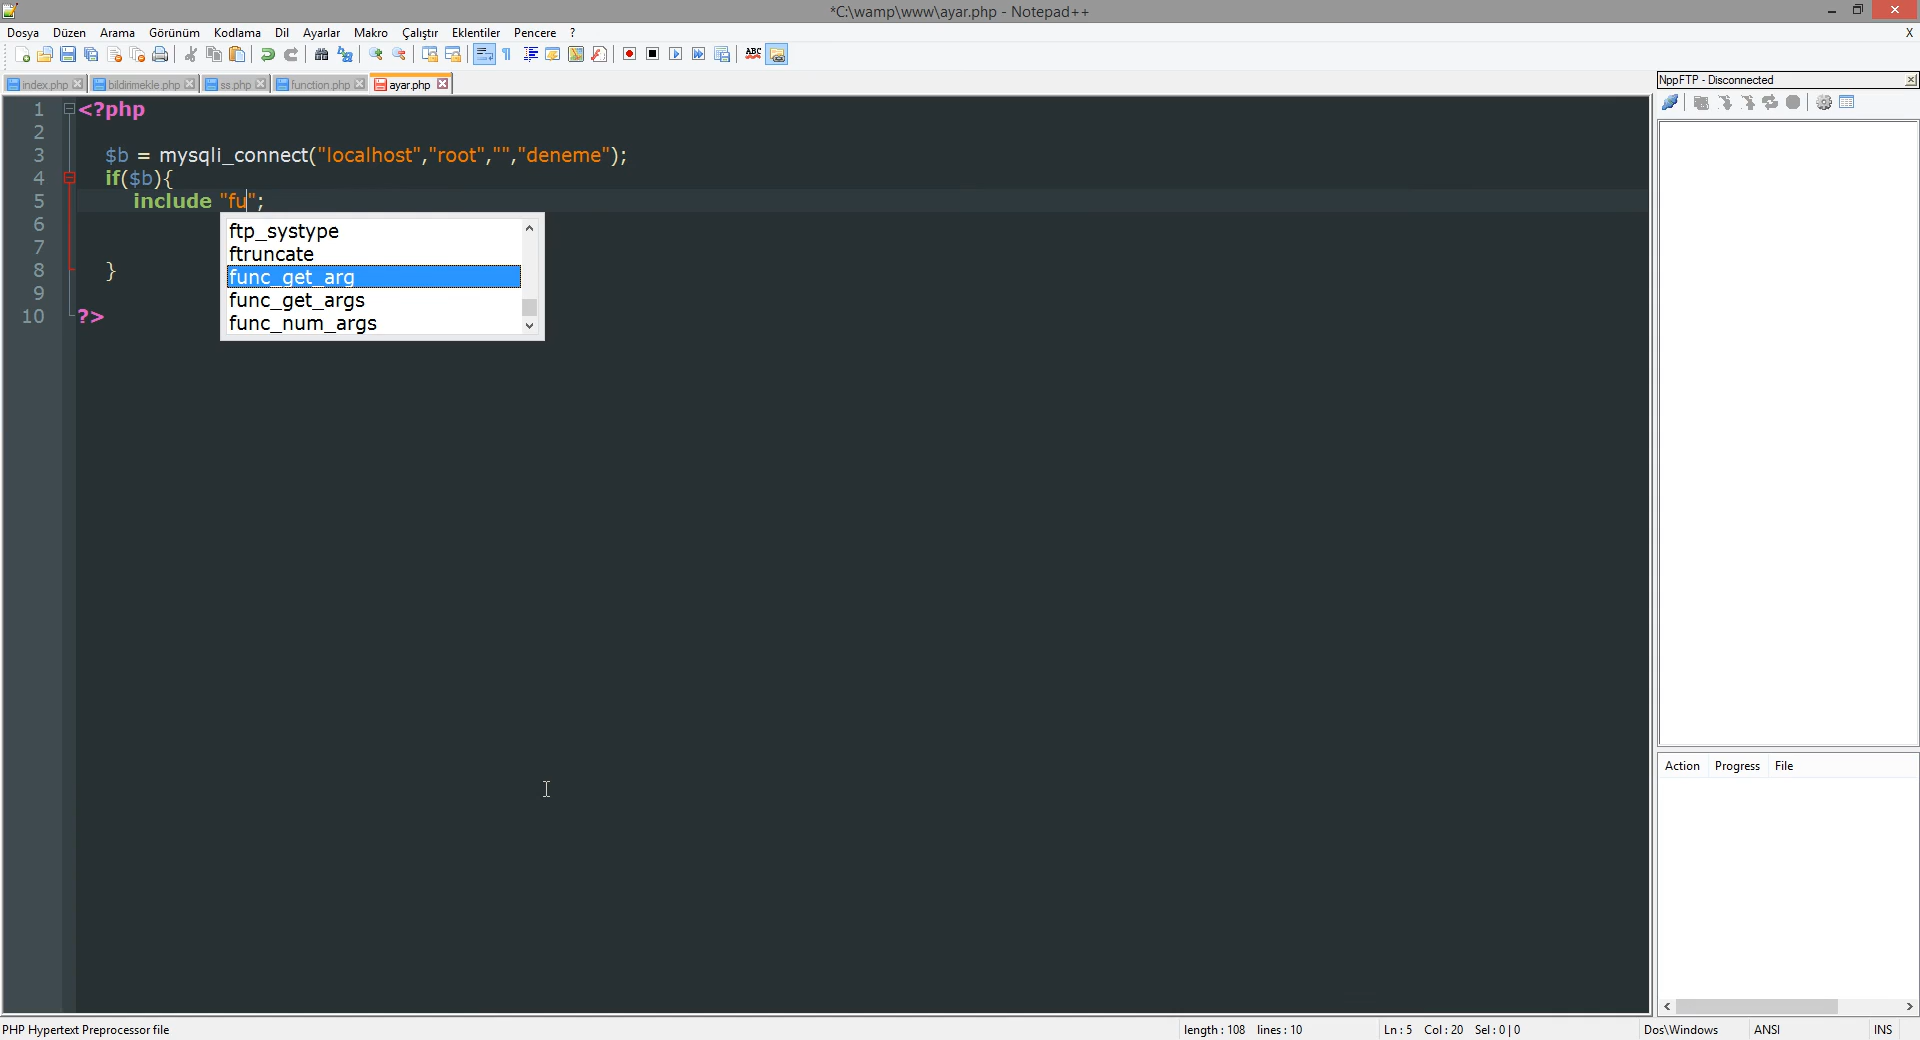 *C:\wamp\www\ayar.php - Notepad++
Dosya Düzen Arama Görünüm Kodlama Dil Ayarlar Makro Çalıştır Eklentiler Pencere ? X
ABC
index.php bildirimekle.php ss.php function.php ayar.php
NppFTP - Disconnected
1 <?php
2
3 $b = mysqli_connect("localhost","root","","deneme");
4 if($b){
5 include "fu";
6 ftp_systype
7 ftruncate
func_get_arg
8 }
9 func_get_args
10 ?> func_num_args
Action Progress File
PHP Hypertext Preprocessor file length : 108 lines : 10 Ln : 5 Col : 20 Sel : 0 | 0 Dos\Windows ANSI INS